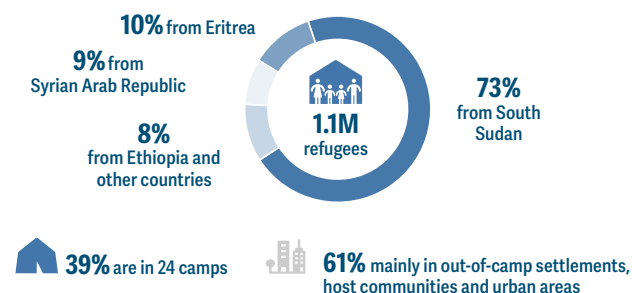 10% from Eritrea
9% from
Syrian Arab Republic
8%
from Ethiopia and
other countries
1.1M
refugees
73%
from South
Sudan
39% are in 24 camps
61% mainly in out-of-camp settlements,
host communities and urban areas